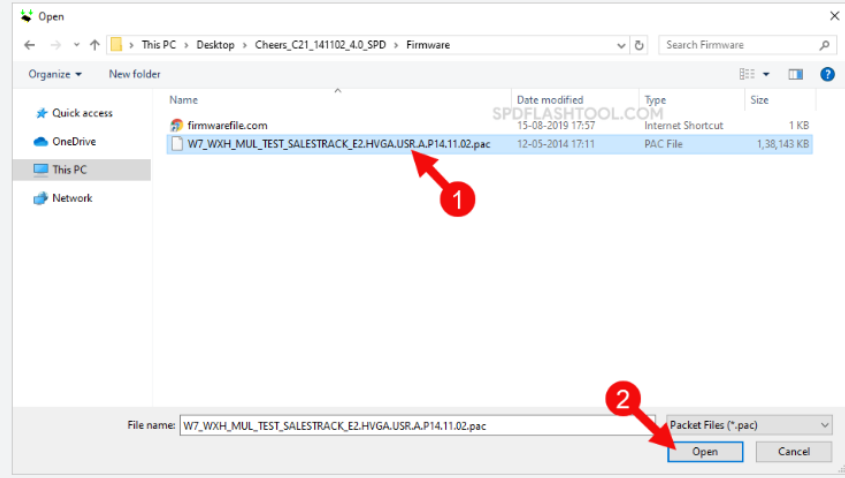 Open
This PC > Desktop > Cheers_C21_141102_4.0_SPD > Firmware
Search Firmware
Organize
New folder
Name
Date modified
Type
Size
Quick access
OneDrive
This PC
Network
firmwarefile.com
15-08-2019 17:57
Internet Shortcut
1 KB
W7_WXH_MUL_TEST_SALESTRACK_E2.HVGA.USR.A.P14.11.02.pac
12-05-2014 17:11
PAC File
1,38,143 KB
SPDFLASHTOOL.COM
1
2
File name:
W7_WXH_MUL_TEST_SALESTRACK_E2.HVGA.USR.A.P14.11.02.pac
Packet Files (*.pac)
Open
Cancel